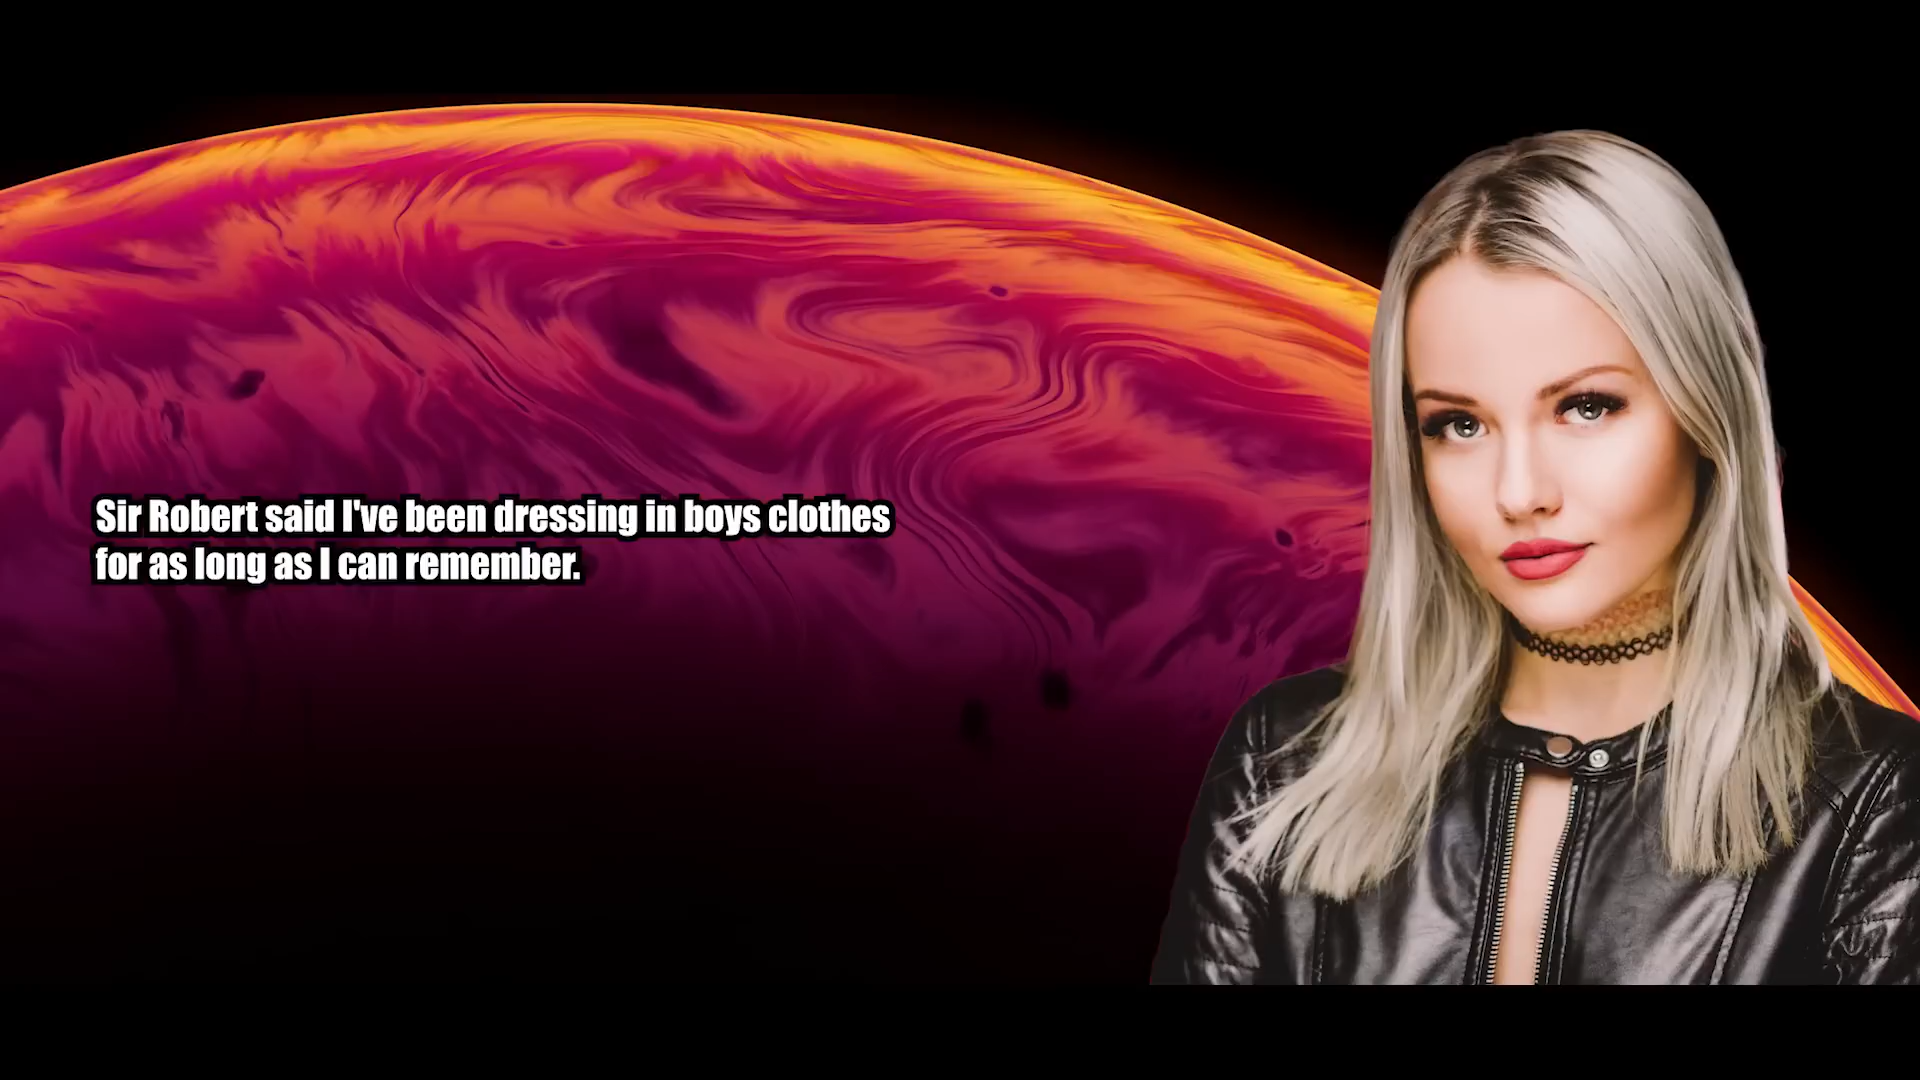 Sir Robert said I've been dressing in boys clothes
for as long as I can remember.